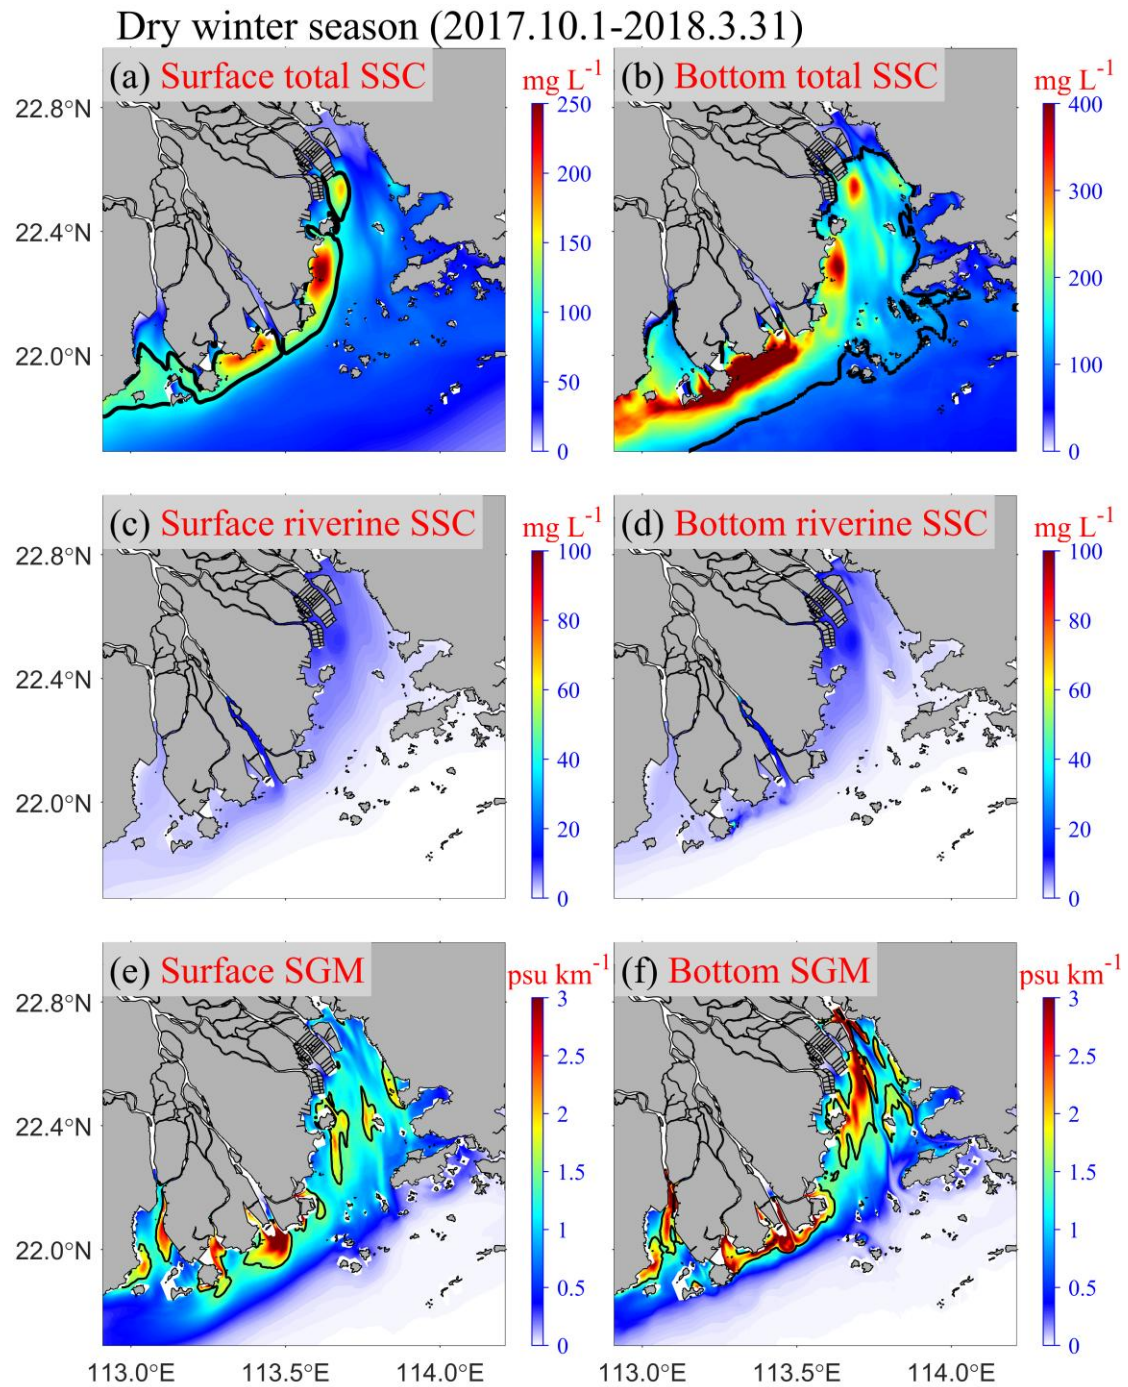 Dry winter season (2017.10.1-2018.3.31)
(a) Surface total SSC
mg L⁻¹
(b) Bottom total SSC
mg L⁻¹
22.8°N
22.4°N
22.0°N
250
200
150
100
50
0
400
300
200
100
0
(c) Surface riverine SSC
mg L⁻¹
(d) Bottom riverine SSC
mg L⁻¹
22.8°N
22.4°N
22.0°N
100
80
60
40
20
0
100
80
60
40
20
0
(e) Surface SGM
psu km⁻¹
(f) Bottom SGM
psu km⁻¹
22.8°N
22.4°N
22.0°N
3
2.5
2
1.5
1
0.5
0
3
2.5
2
1.5
1
0.5
0
113.0°E 113.5°E 114.0°E
113.0°E 113.5°E 114.0°E